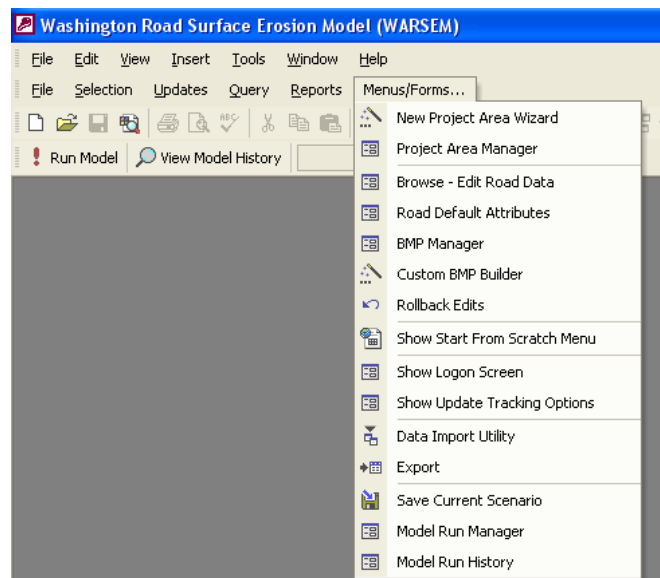 Washington Road Surface Erosion Model (WARSEM)
File Edit View Insert Tools Window Help
File Selection Updates Query Reports Menus/Forms...
Run Model View Model History
New Project Area Wizard
Project Area Manager
Browse - Edit Road Data
Road Default Attributes
BMP Manager
Custom BMP Builder
Rollback Edits
Show Start From Scratch Menu
Show Logon Screen
Show Update Tracking Options
Data Import Utility
Export
Save Current Scenario
Model Run Manager
Model Run History